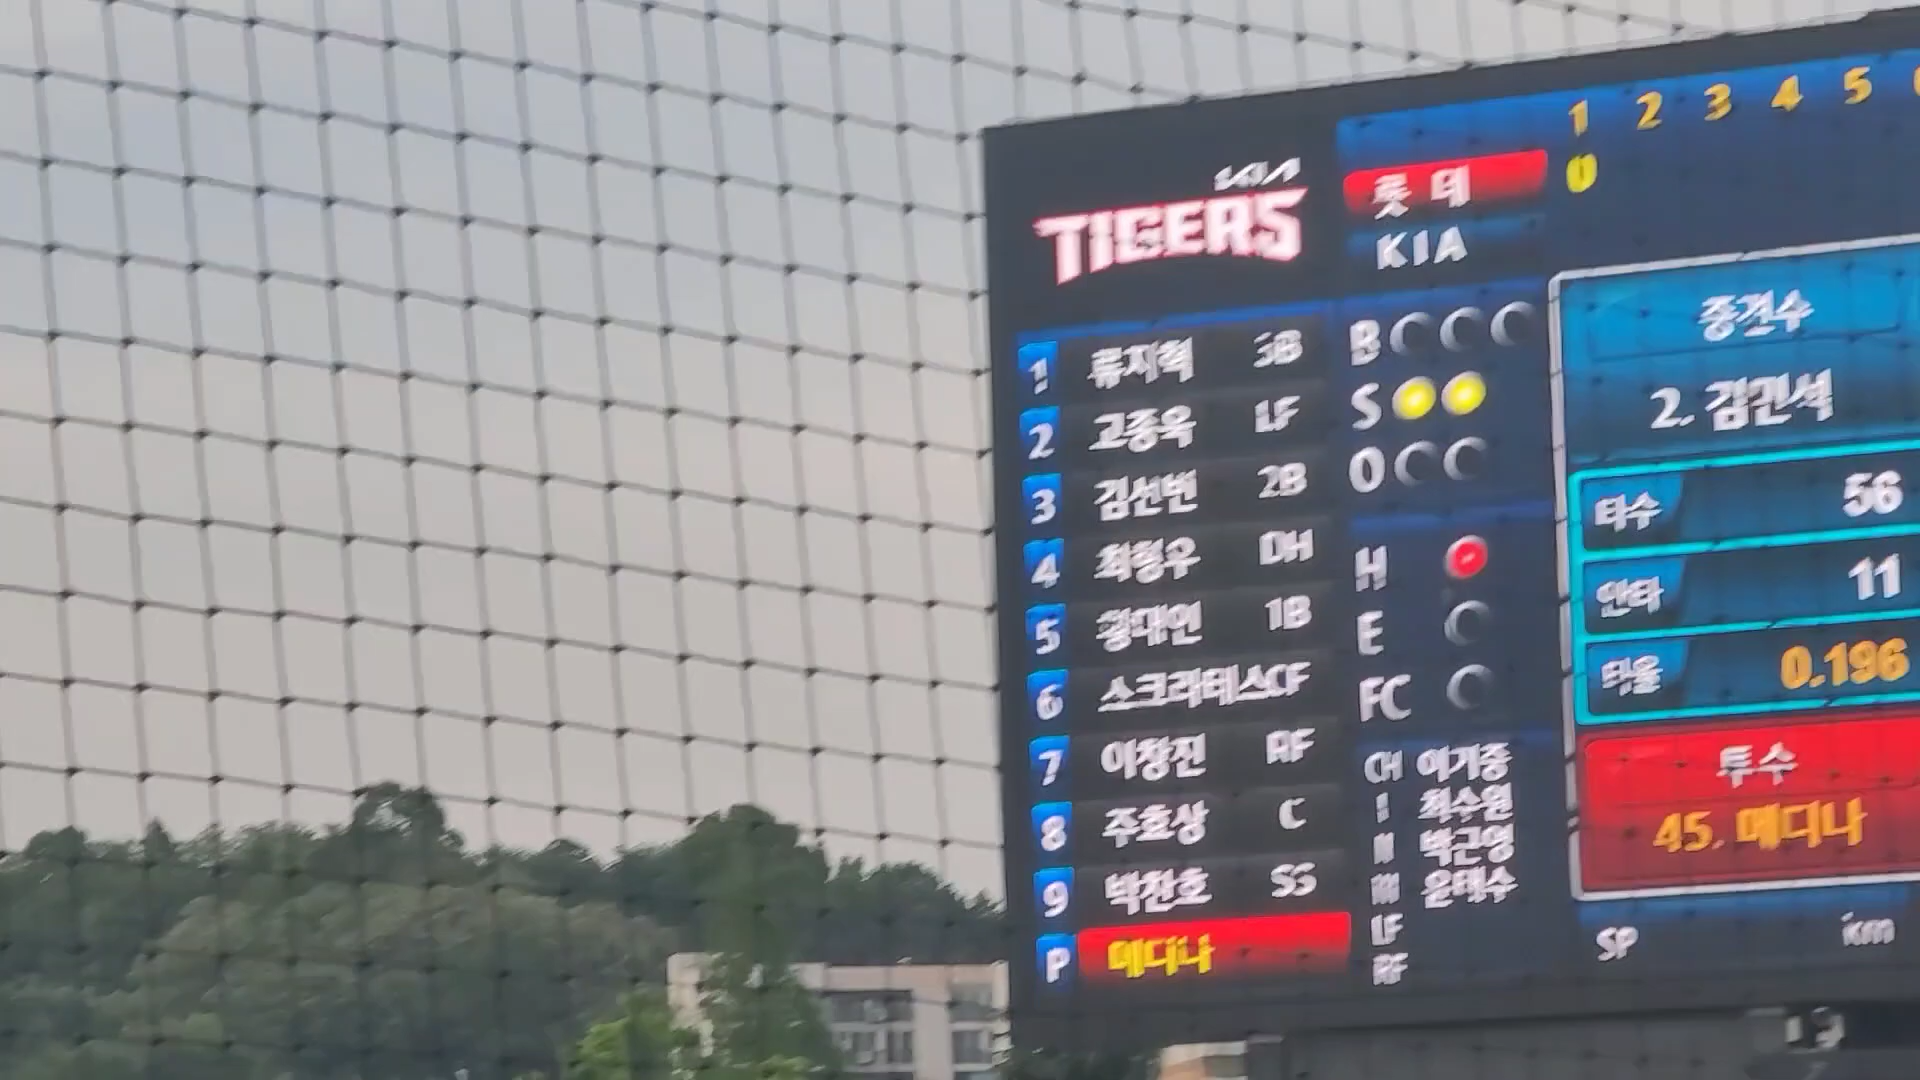 KIA
TIGERS
1 2 3 4 5
롯데 0
KIA
1 류지혁 3B
2 고종욱 LF
3 김선빈 2B
4 최형우 DH
5 황대인 1B
6 소크라테스 CF
7 이창진 RF
8 주효상 C
9 박찬호 SS
P 메디나
B
S
O
H
E
FC
CH 이기중
I 최수원
II 박근영
III 윤태수
LF
RF
중견수
2. 김민석
타수 56
안타 11
타율 0.196
투수
45. 메디나
SP km